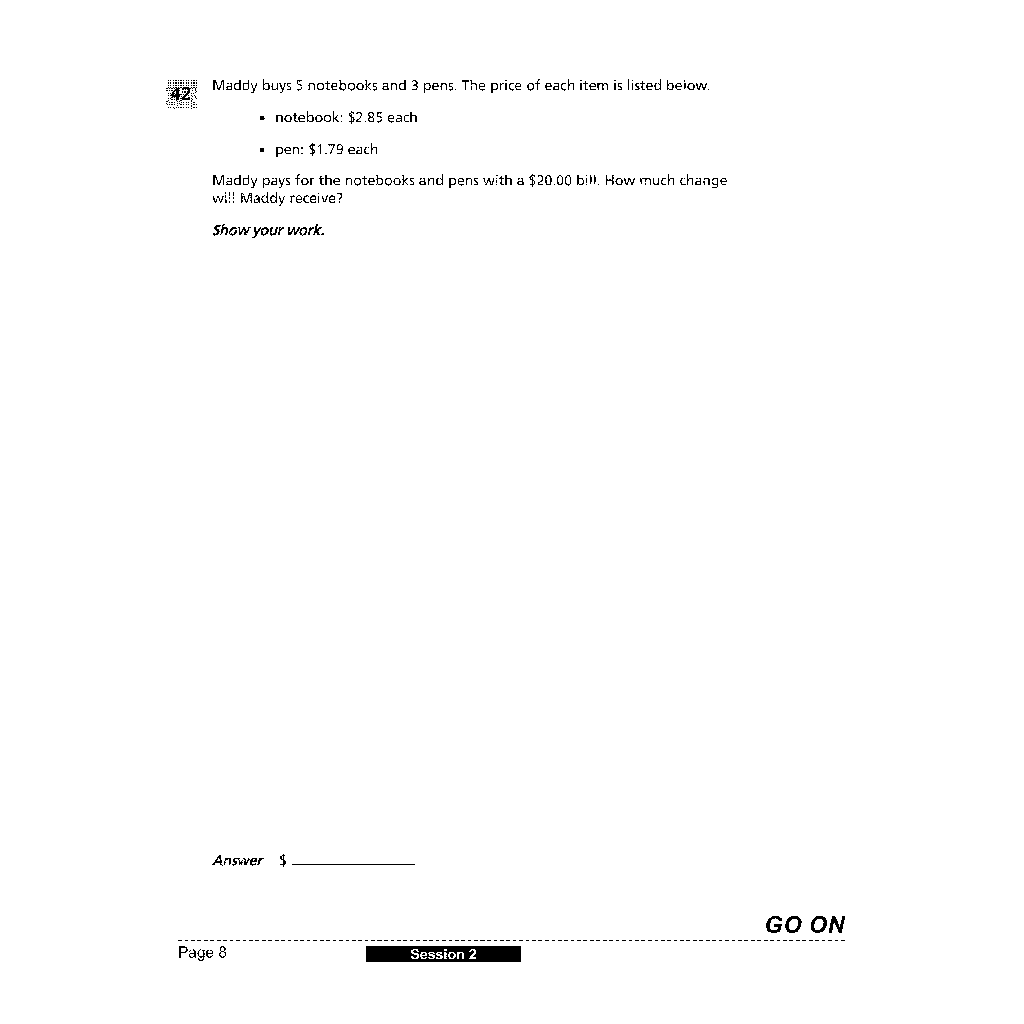 42
Maddy buys 5 notebooks and 3 pens. The price of each item is listed below.
• notebook: $2.85 each
• pen: $1.79 each
Maddy pays for the notebooks and pens with a $20.00 bill. How much change
will Maddy receive?
Show your work.
Answer $
GO ON
Page 8
Session 2